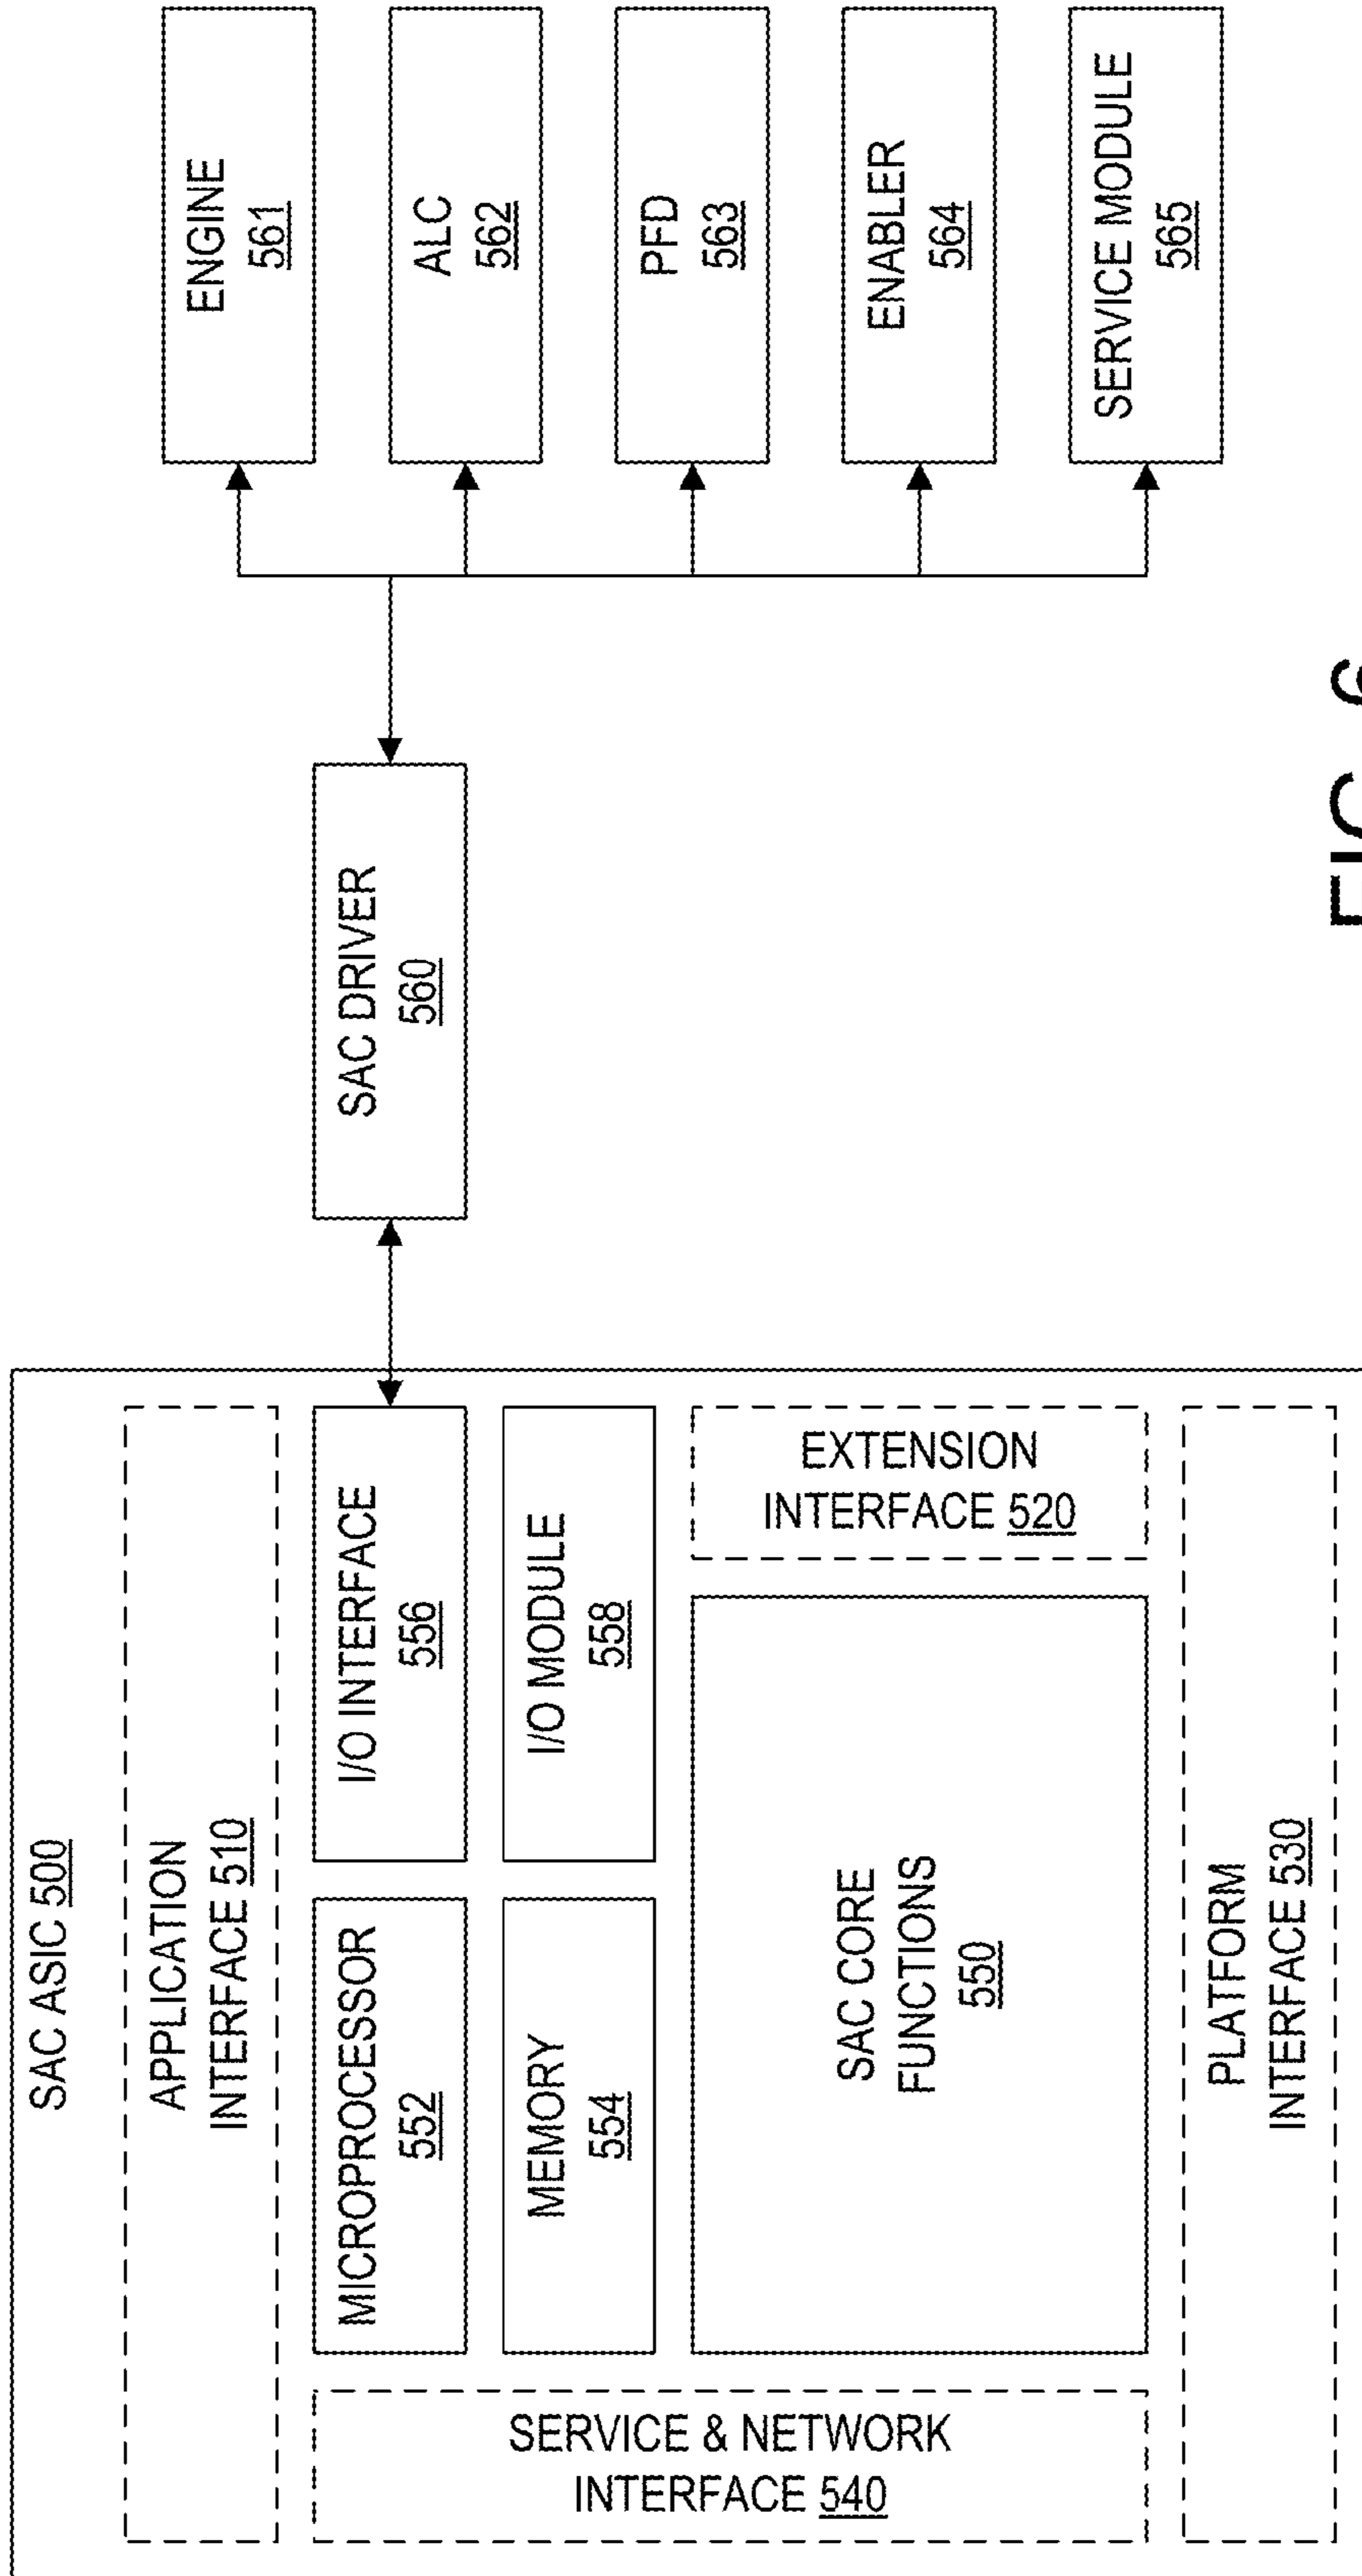 SAC ASIC 500
APPLICATION
INTERFACE 510
MICROPROCESSOR
552
I/O INTERFACE
556
MEMORY
554
I/O MODULE
558
SERVICE & NETWORK
INTERFACE 540
SAC CORE
FUNCTIONS
550
EXTENSION
INTERFACE 520
PLATFORM
INTERFACE 530
SAC DRIVER
560
ENGINE
561
ALC
562
PFD
563
ENABLER
564
SERVICE MODULE
565